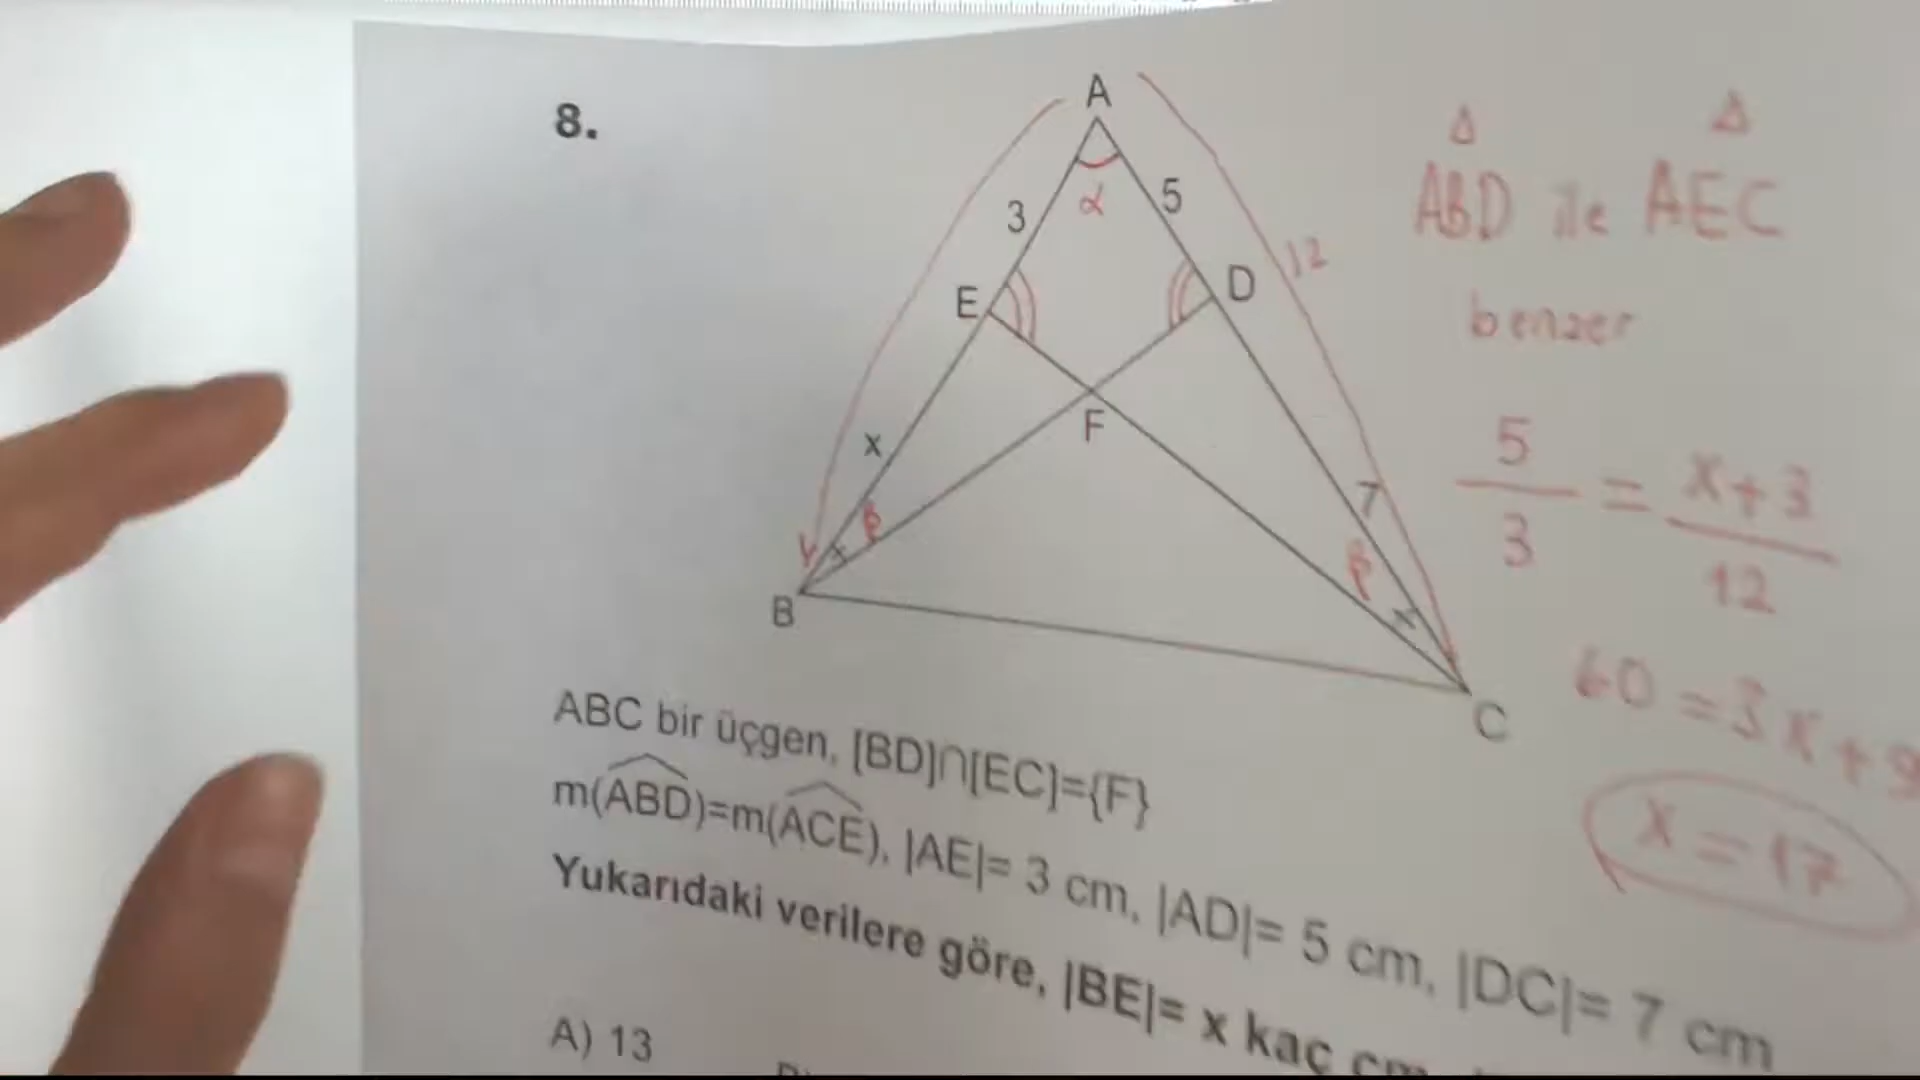 8.
A
3
α
5
12
E
D
F
x
7
β
β
B
C
ABD ile AEC
benzer
5/3 = x+3/12
60 = 3x + 9
x = 17
ABC bir üçgen, [BD]∩[EC]={F}
m(ABD)=m(ACE), |AE|= 3 cm, |AD|= 5 cm, |DC|= 7 cm
Yukarıdaki verilere göre, |BE|= x kaç cm
A) 13